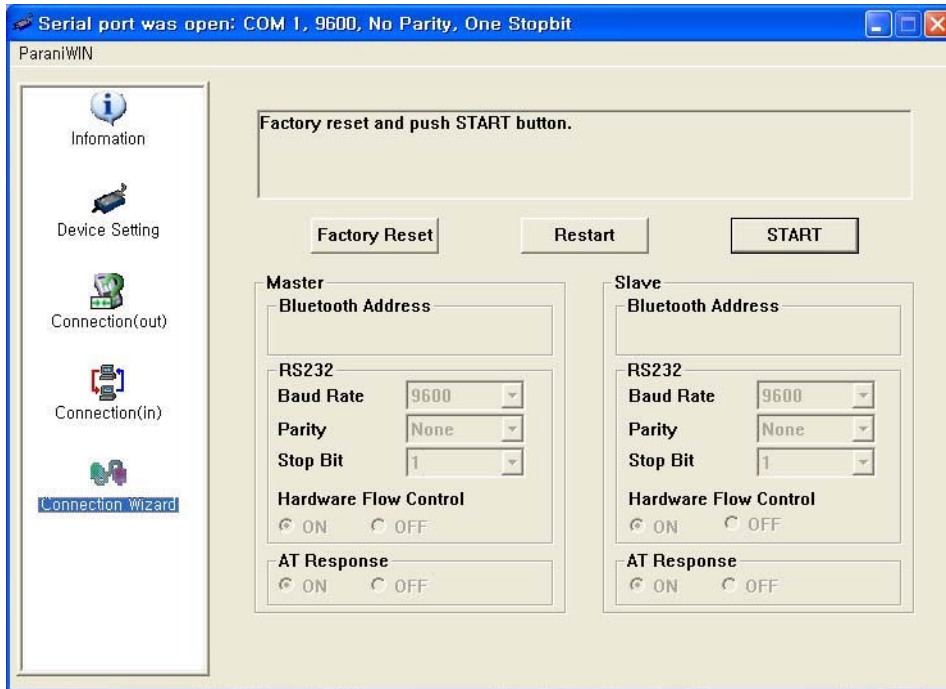 Serial port was open: COM 1, 9600, No Parity, One Stopbit
ParaniWIN
Infomation
Device Setting
Connection(out)
Connection(in)
Connection Wizard
Factory reset and push START button.
Factory Reset Restart START
Master
Bluetooth Address
RS232
Baud Rate 9600
Parity None
Stop Bit 1
Hardware Flow Control
ON OFF
AT Response
ON OFF
Slave
Bluetooth Address
RS232
Baud Rate 9600
Parity None
Stop Bit 1
Hardware Flow Control
ON OFF
AT Response
ON OFF